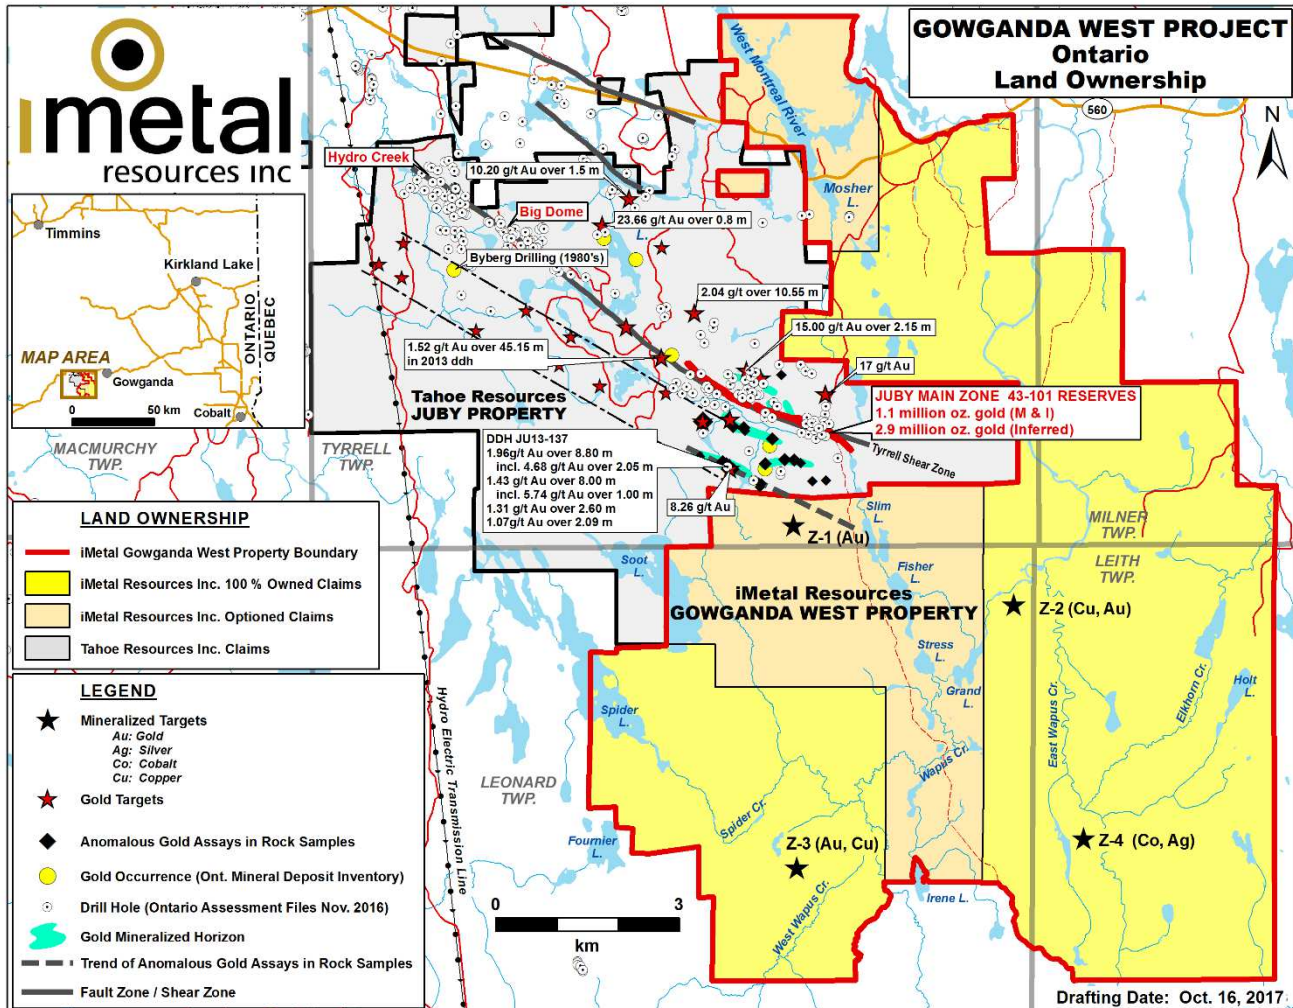 imetal
resources inc
GOWGANDA WEST PROJECT
Ontario
Land Ownership
N
560
West Montreal River
Mosher
L.
Hydro Creek
10.20 g/t Au over 1.5 m
Big Dome
23.66 g/t Au over 0.8 m
L.
Byberg Drilling (1980's)
2.04 g/t over 10.55 m
15.00 g/t Au over 2.15 m
1.52 g/t Au over 45.15 m
in 2013 ddh
17 g/t Au
Tahoe Resources
JUBY PROPERTY
JUBY MAIN ZONE 43-101 RESERVES
1.1 million oz. gold (M & I)
2.9 million oz. gold (Inferred)
Tyrrell Shear Zone
DDH JU13-137
1.96g/t Au over 8.80 m
incl. 4.68 g/t Au over 2.05 m
1.43 g/t Au over 8.00 m
incl. 5.74 g/t Au over 1.00 m
1.31 g/t Au over 2.60 m
1.07g/t Au over 2.09 m
8.26 g/t Au
Timmins
Kirkland Lake
ONTARIO
QUEBEC
MAP AREA
Gowganda
0 50 km
Cobalt
MACMURCHY
TWP.
TYRRELL
TWP.
MILNER
TWP.
LEITH
TWP.
LEONARD
TWP.
Slim
L.
Z-1 (Au)
Soot
L.
Fisher
L.
iMetal Resources
GOWGANDA WEST PROPERTY
Z-2 (Cu, Au)
Stress
L.
Grand
L.
Holt
L.
Elkhorn Cr.
East Wapus Cr.
Wapus Cr.
Spider
L.
Spider Cr.
Fournier
L.
Z-3 (Au, Cu)
Z-4 (Co, Ag)
West Wapus Cr.
Irene L.
Hydro Electric Transmission Line
0 3
km
LAND OWNERSHIP
iMetal Gowganda West Property Boundary
iMetal Resources Inc. 100 % Owned Claims
iMetal Resources Inc. Optioned Claims
Tahoe Resources Inc. Claims
LEGEND
Mineralized Targets
Au: Gold
Ag: Silver
Co: Cobalt
Cu: Copper
Gold Targets
Anomalous Gold Assays in Rock Samples
Gold Occurrence (Ont. Mineral Deposit Inventory)
Drill Hole (Ontario Assessment Files Nov. 2016)
Gold Mineralized Horizon
Trend of Anomalous Gold Assays in Rock Samples
Fault Zone / Shear Zone
Drafting Date: Oct. 16, 2017